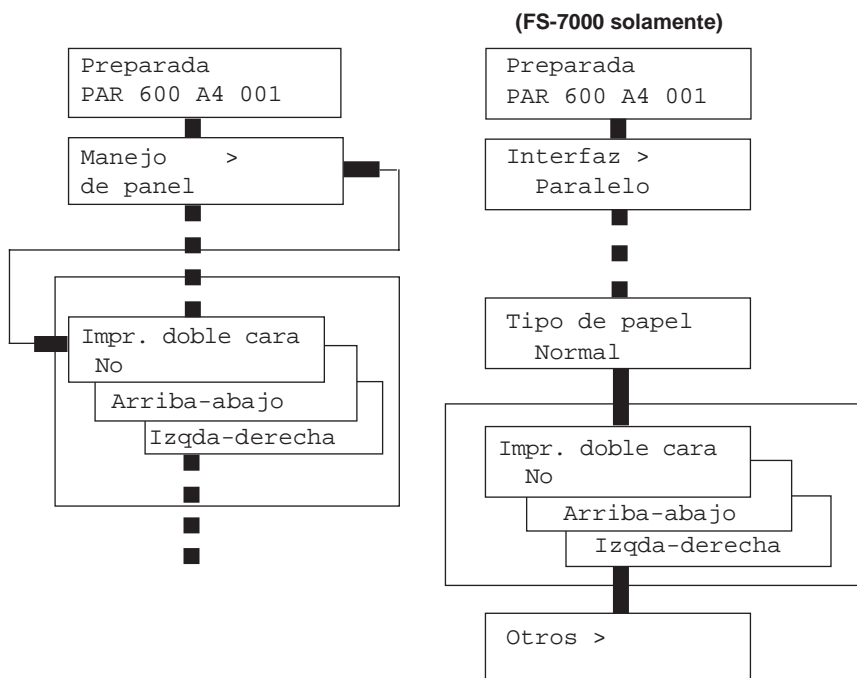 Preparada
PAR 600 A4 001
Manejo >
de panel
Impr. doble cara
No
Arriba-abajo
Izqda-derecha
(FS-7000 solamente)
Preparada
PAR 600 A4 001
Interfaz >
Paralelo
Tipo de papel
Normal
Impr. doble cara
No
Arriba-abajo
Izqda-derecha
Otros >